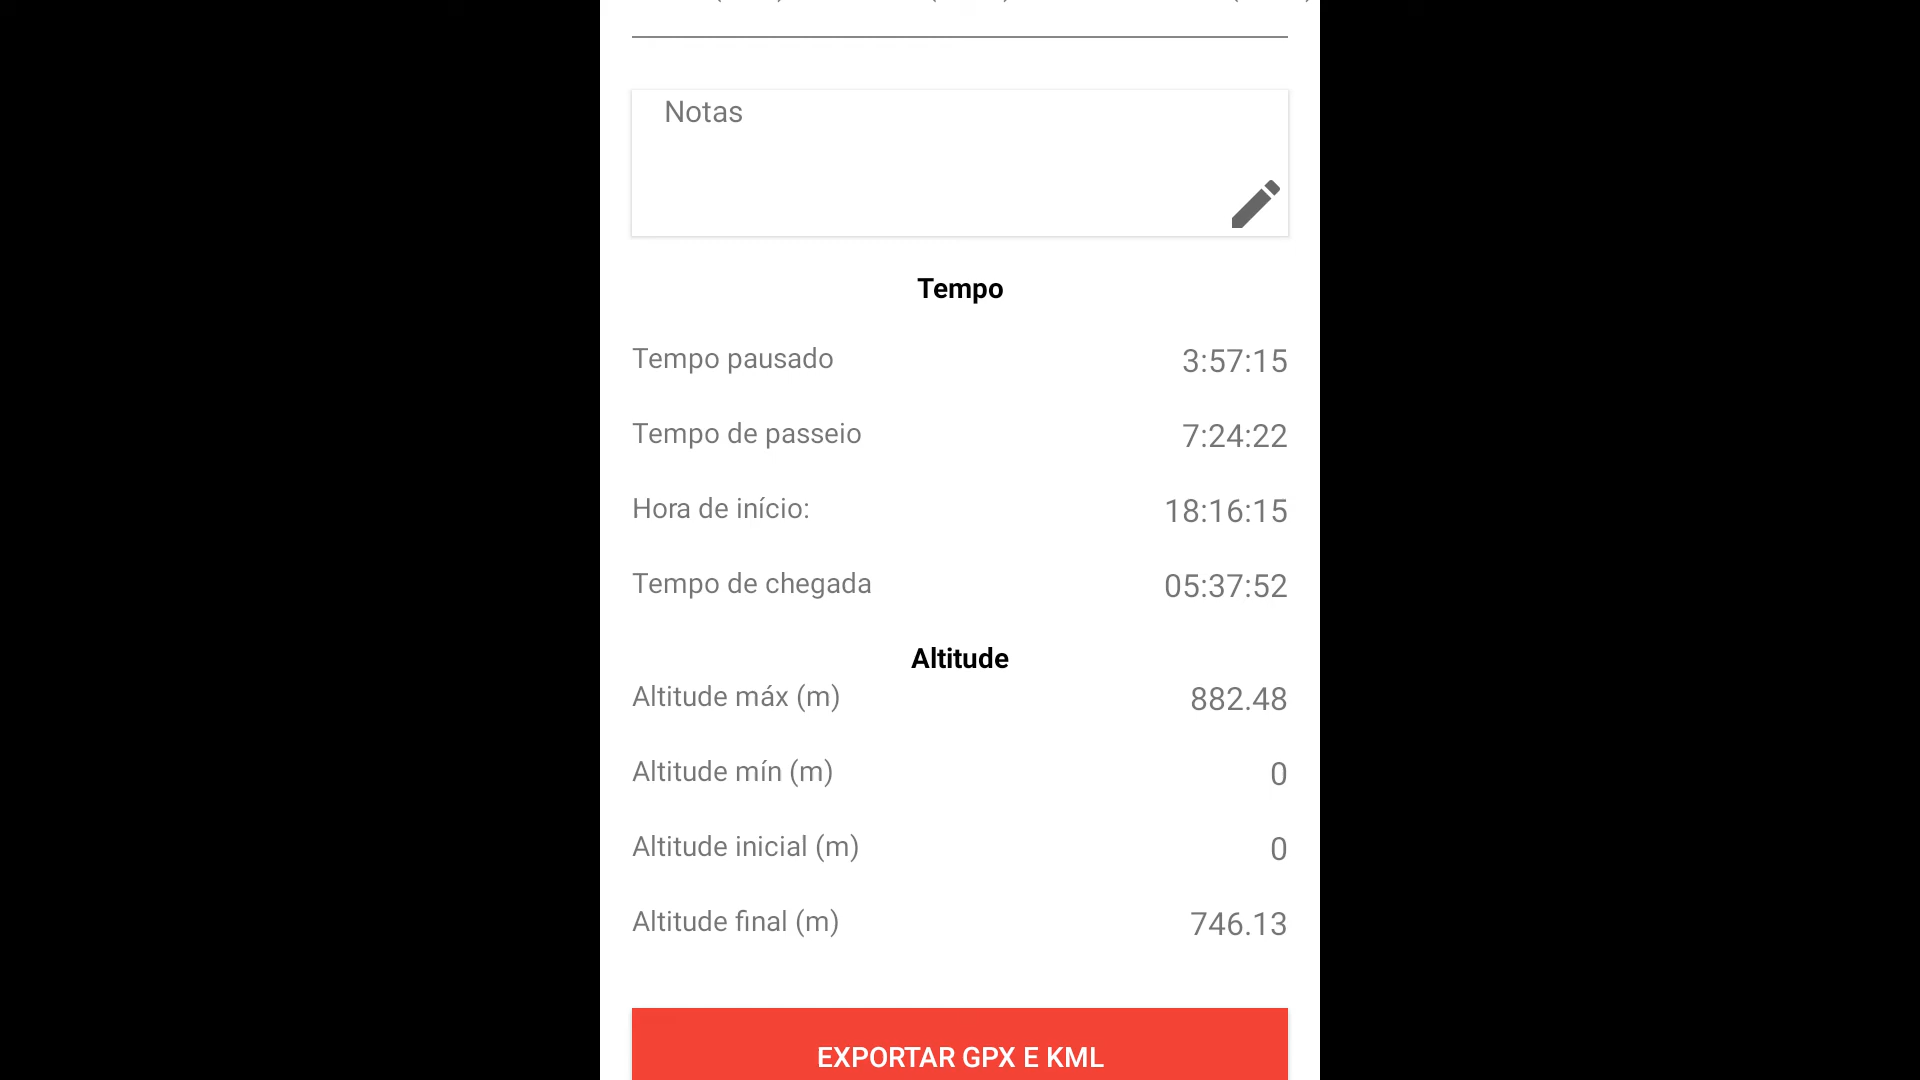 Notas
Tempo
Tempo pausado 3:57:15
Tempo de passeio 7:24:22
Hora de início: 18:16:15
Tempo de chegada 05:37:52
Altitude
Altitude máx (m) 882.48
Altitude mín (m) 0
Altitude inicial (m) 0
Altitude final (m) 746.13
EXPORTAR GPX E KML